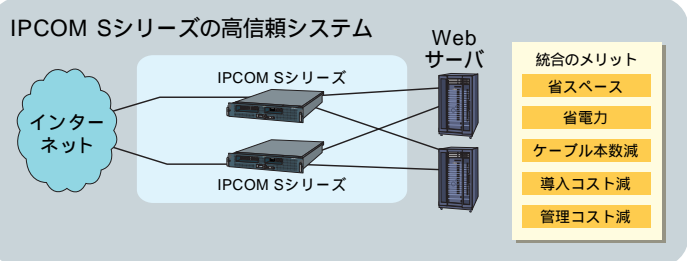 IPCOM Sシリーズの高信頼システム
Web
サーバ
IPCOM Sシリーズ
インター
ネット
IPCOM Sシリーズ
統合のメリット
省スペース
省電力
ケーブル本数減
導入コスト減
管理コスト減